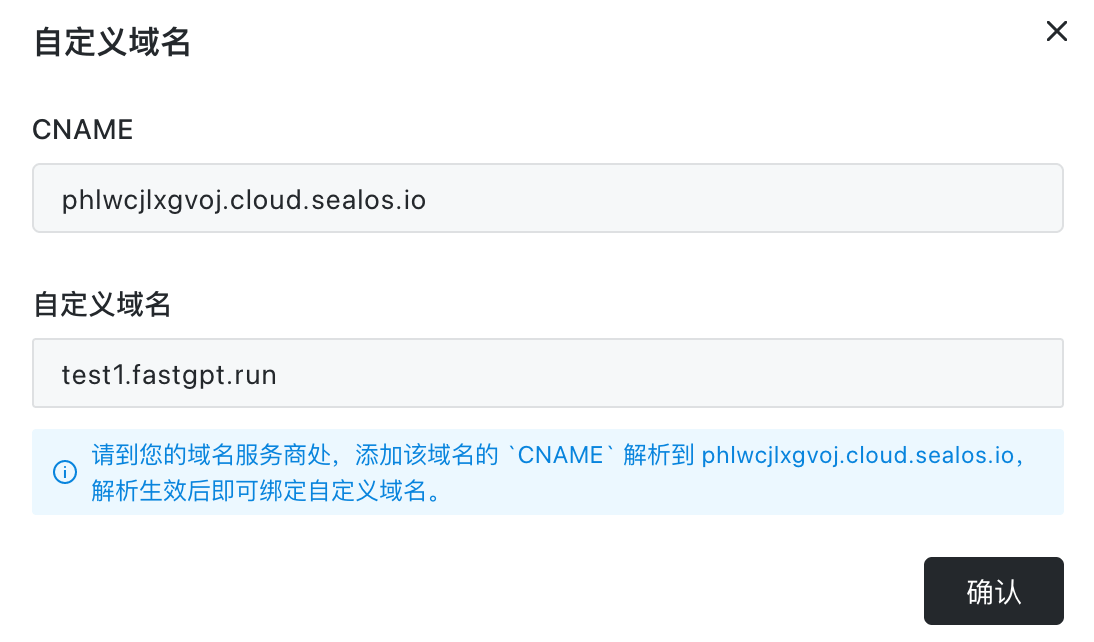 自定义域名
CNAME
phlwcjlxgvoj.cloud.sealos.io
自定义域名
test1.fastgpt.run
请到您的域名服务商处，添加该域名的 `CNAME` 解析到 phlwcjlxgvoj.cloud.sealos.io，
解析生效后即可绑定自定义域名。
确认